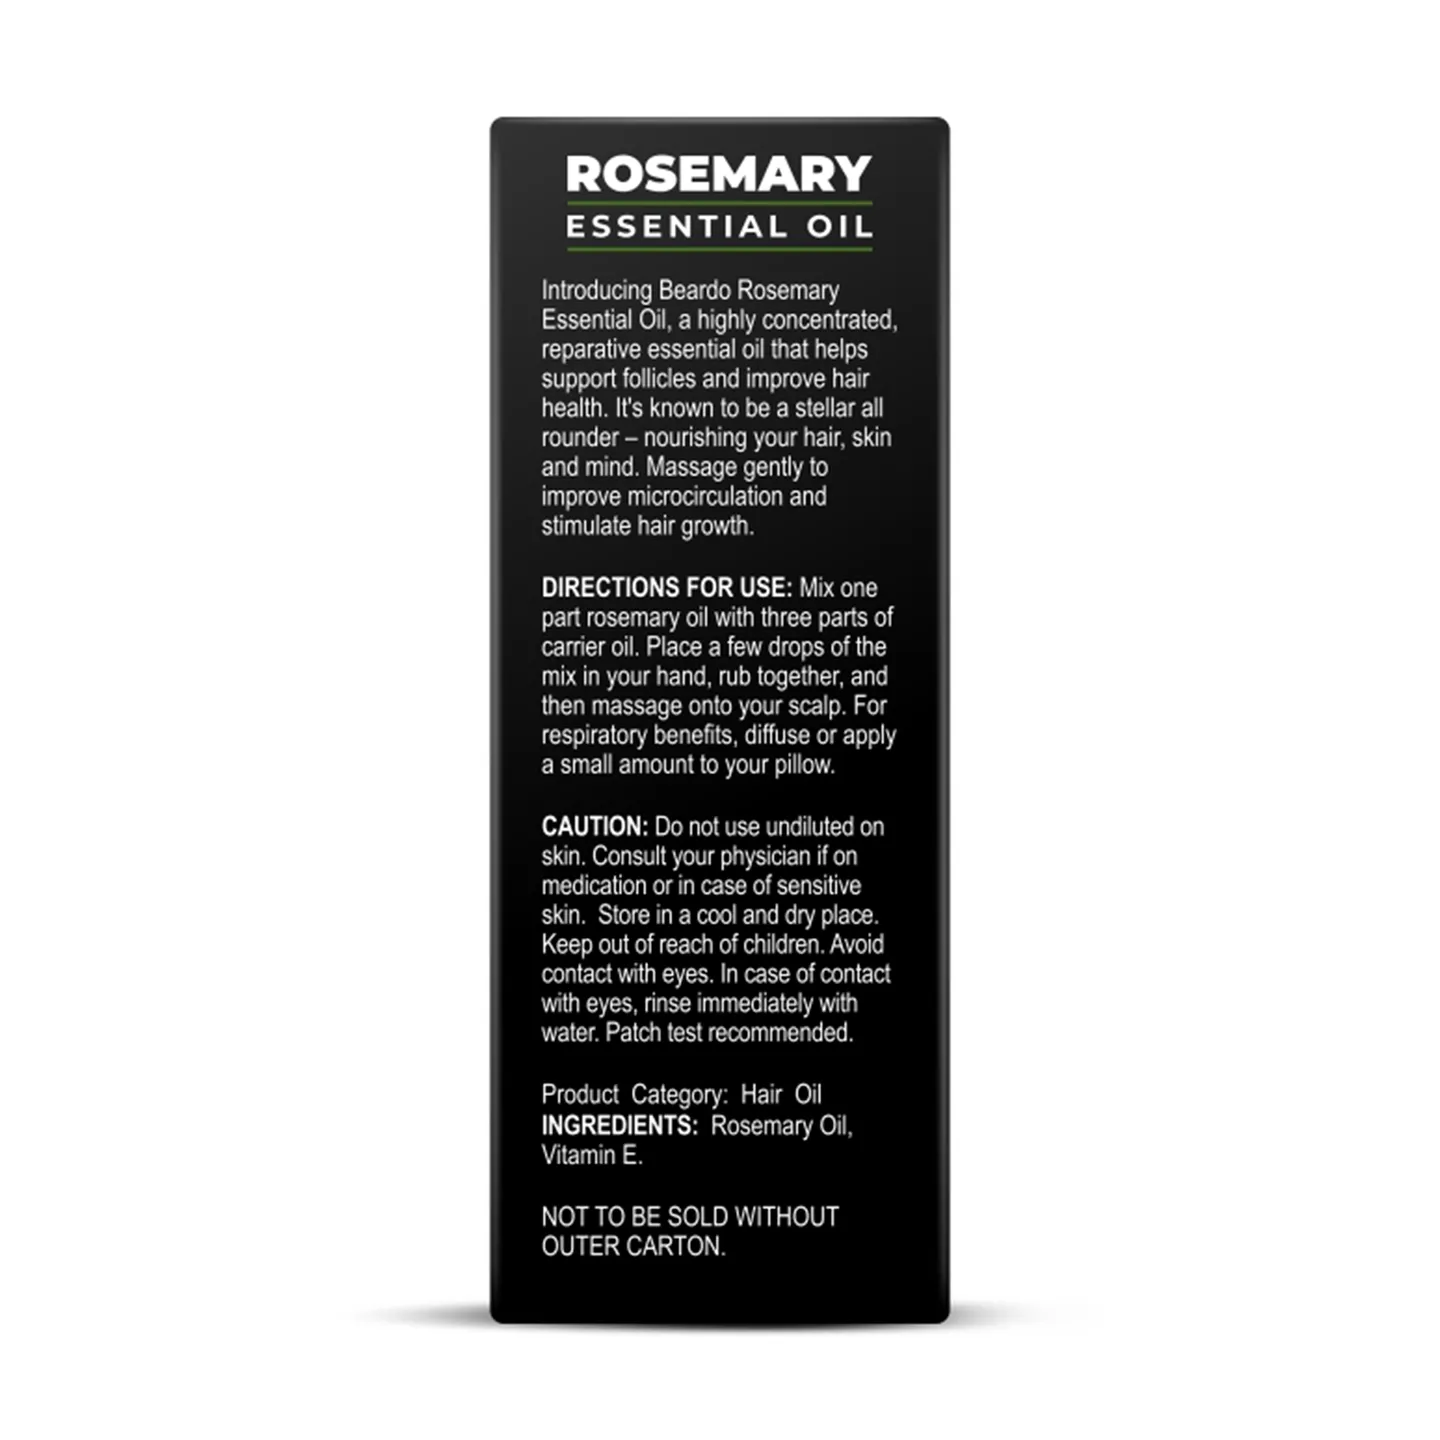 ROSEMARY
ESSENTIAL OIL
Introducing Beardo Rosemary
Essential Oil, a highly concentrated,
reparative essential oil that helps
support follicles and improve hair
health. It's known to be a stellar all
rounder – nourishing your hair, skin
and mind. Massage gently to
improve microcirculation and
stimulate hair growth.
DIRECTIONS FOR USE: Mix one
part rosemary oil with three parts of
carrier oil. Place a few drops of the
mix in your hand, rub together, and
then massage onto your scalp. For
respiratory benefits, diffuse or apply
a small amount to your pillow.
CAUTION: Do not use undiluted on
skin. Consult your physician if on
medication or in case of sensitive
skin. Store in a cool and dry place.
Keep out of reach of children. Avoid
contact with eyes. In case of contact
with eyes, rinse immediately with
water. Patch test recommended.
Product Category: Hair Oil
INGREDIENTS: Rosemary Oil,
Vitamin E.
NOT TO BE SOLD WITHOUT
OUTER CARTON.